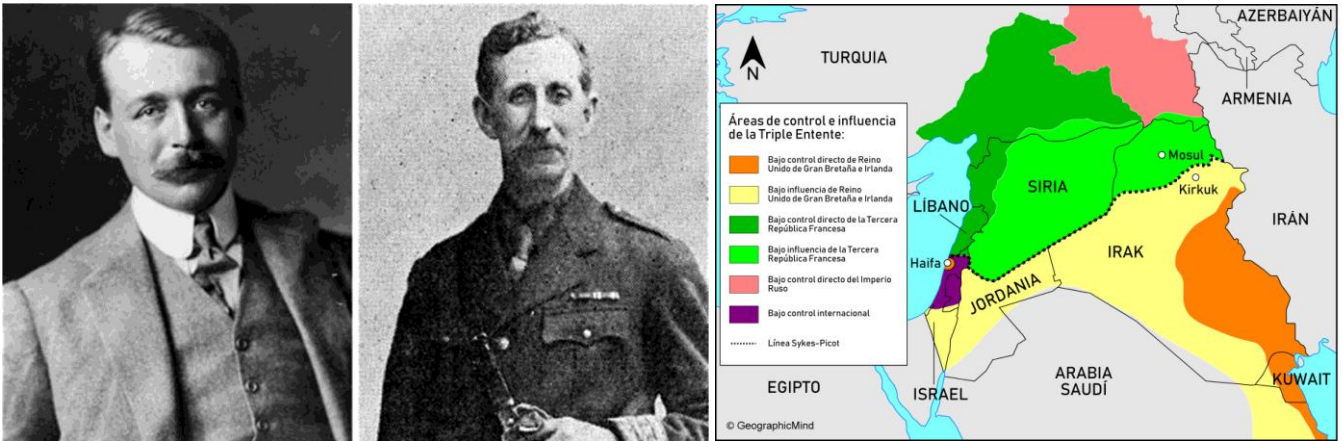 AZERBAIYÁN
TURQUIA
N
ARMENIA
Áreas de control e influencia
de la Triple Entente:
Bajo control directo de Reino
Unido de Gran Bretaña e Irlanda
Bajo influencia de Reino
Unido de Gran Bretaña e Irlanda
Bajo control directo de la Tercera
República Francesa
Bajo influencia de la Tercera
República Francesa
Bajo control directo del Imperio
Ruso
Bajo control internacional
Línea Sykes-Picot
Mosul
Kirkuk
SIRIA
LÍBANO
IRÁN
Haifa
IRAK
JORDANIA
EGIPTO
ISRAEL
ARABIA
SAUDÍ
KUWAIT
© GeographicMind